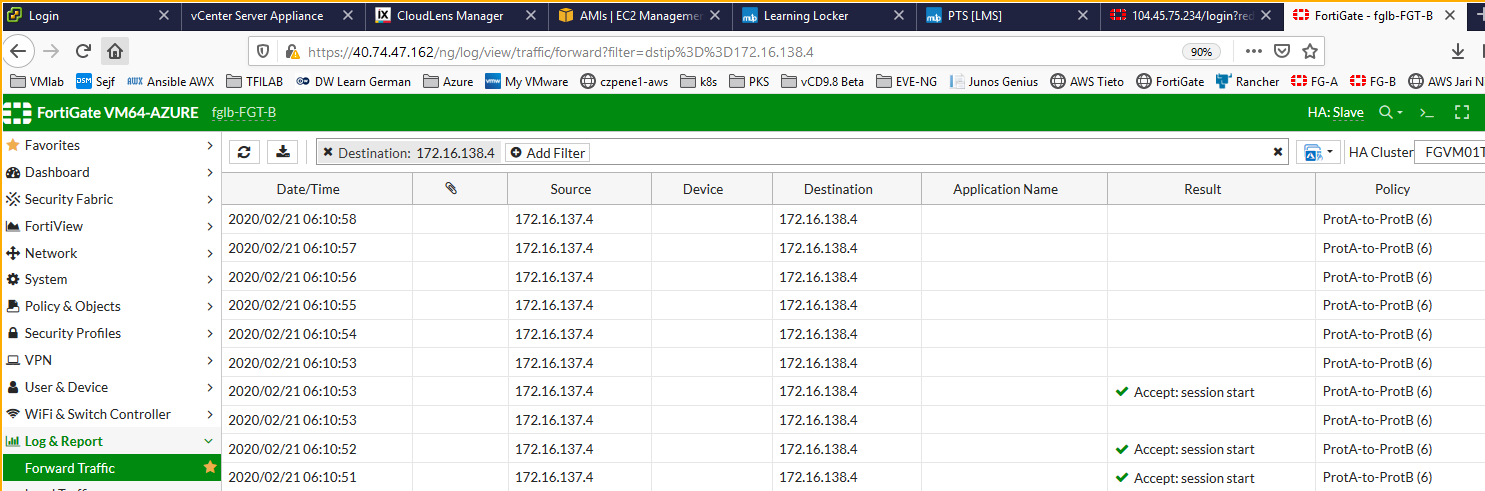 Login vCenter Server Appliance CloudLens Manager AMIs | EC2 Managemer Learning Locker PTS [LMS] 104.45.75.234/login?red FortiGate - fglb-FGT-B
https://40.74.47.162/ng/log/view/traffic/forward?filter=dstip%3D%3D172.16.138.4 90%
VMlab Sejf AWX Ansible AWX TFILAB DW Learn German Azure My VMware czpene1-aws k8s PKS vCD9.8 Beta EVE-NG Junos Genius AWS Tieto FortiGate Rancher FG-A FG-B AWS Jari N
FortiGate VM64-AZURE fglb-FGT-B HA: Slave
Favorites
Dashboard
Security Fabric
FortiView
Network
System
Policy & Objects
Security Profiles
VPN
User & Device
WiFi & Switch Controller
Log & Report
Forward Traffic
Destination: 172.16.138.4 Add Filter HA Cluster FGVM01T
Date/Time Source Device Destination Application Name Result Policy
2020/02/21 06:10:58 172.16.137.4 172.16.138.4 ProtA-to-ProtB (6)
2020/02/21 06:10:57 172.16.137.4 172.16.138.4 ProtA-to-ProtB (6)
2020/02/21 06:10:56 172.16.137.4 172.16.138.4 ProtA-to-ProtB (6)
2020/02/21 06:10:55 172.16.137.4 172.16.138.4 ProtA-to-ProtB (6)
2020/02/21 06:10:54 172.16.137.4 172.16.138.4 ProtA-to-ProtB (6)
2020/02/21 06:10:53 172.16.137.4 172.16.138.4 ProtA-to-ProtB (6)
2020/02/21 06:10:53 172.16.137.4 172.16.138.4 Accept: session start ProtA-to-ProtB (6)
2020/02/21 06:10:53 172.16.137.4 172.16.138.4 ProtA-to-ProtB (6)
2020/02/21 06:10:52 172.16.137.4 172.16.138.4 Accept: session start ProtA-to-ProtB (6)
2020/02/21 06:10:51 172.16.137.4 172.16.138.4 Accept: session start ProtA-to-ProtB (6)